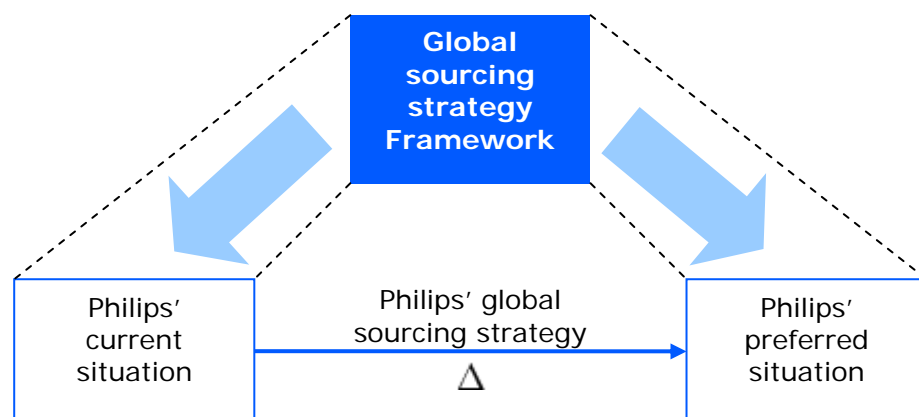 Global
sourcing
strategy
Framework
Philips’
current
situation
Philips’ global
sourcing strategy
Δ
Philips’
preferred
situation